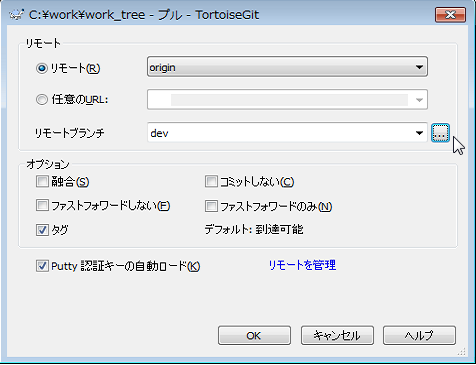 C:¥work¥work_tree - プル - TortoiseGit
リモート
リモート(R)
origin
任意のURL:
リモートブランチ
dev
...
オプション
融合(S)
コミットしない(C)
ファストフォワードしない(F)
ファストフォワードのみ(N)
タグ
デフォルト: 到達可能
Putty 認証キーの自動ロード(K)
リモートを管理
OK
キャンセル
ヘルプ